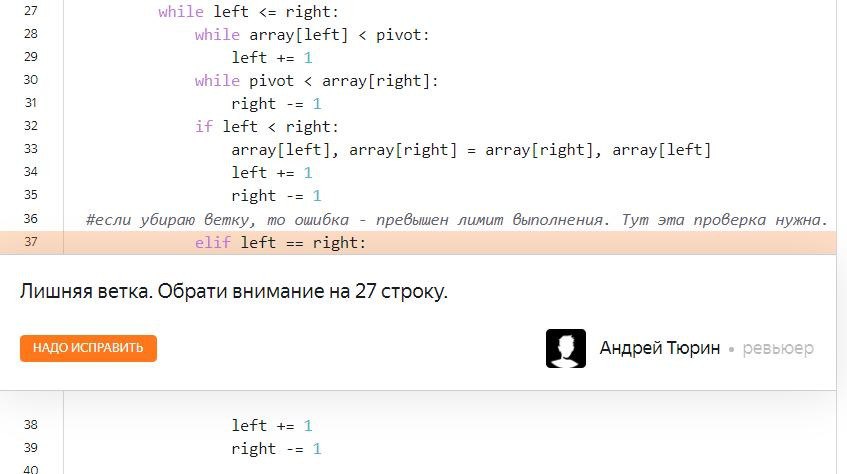 27 while left <= right:
28 while array[left] < pivot:
29 left += 1
30 while pivot < array[right]:
31 right -= 1
32 if left < right:
33 array[left], array[right] = array[right], array[left]
34 left += 1
35 right -= 1
36 #если убираю ветку, то ошибка - превышен лимит выполнения. Тут эта проверка нужна.
37 elif left == right:
Лишняя ветка. Обрати внимание на 27 строку.
НАДО ИСПРАВИТЬ Андрей Тюрин • ревьюер
38 left += 1
39 right -= 1
40